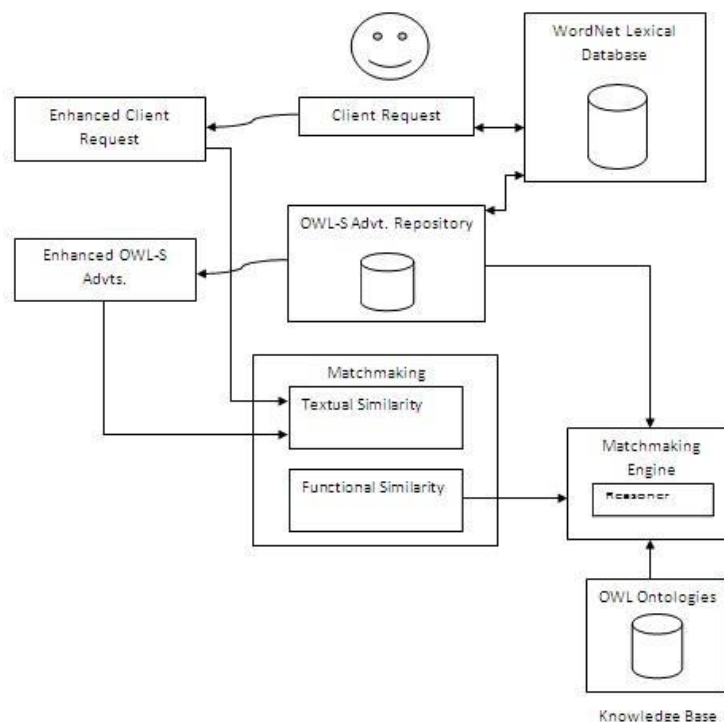 WordNet Lexical
Database
Enhanced Client
Request
Client Request
OWL-S Advt. Repository
Enhanced OWL-S
Advts.
Matchmaking
Textual Similarity
Functional Similarity
Matchmaking
Engine
Reasoner
OWL Ontologies
Knowledge Base